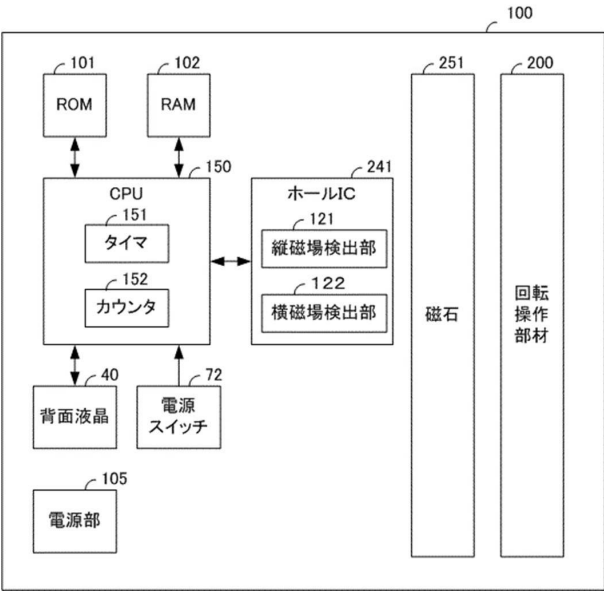 100
101
102
251
200
ROM
RAM
150
241
CPU
ホールIC
151
121
タイマ
縦磁場検出部
152
122
カウンタ
横磁場検出部
磁石
回転
操作
部材
40
72
背面液晶
電源
スイッチ
105
電源部